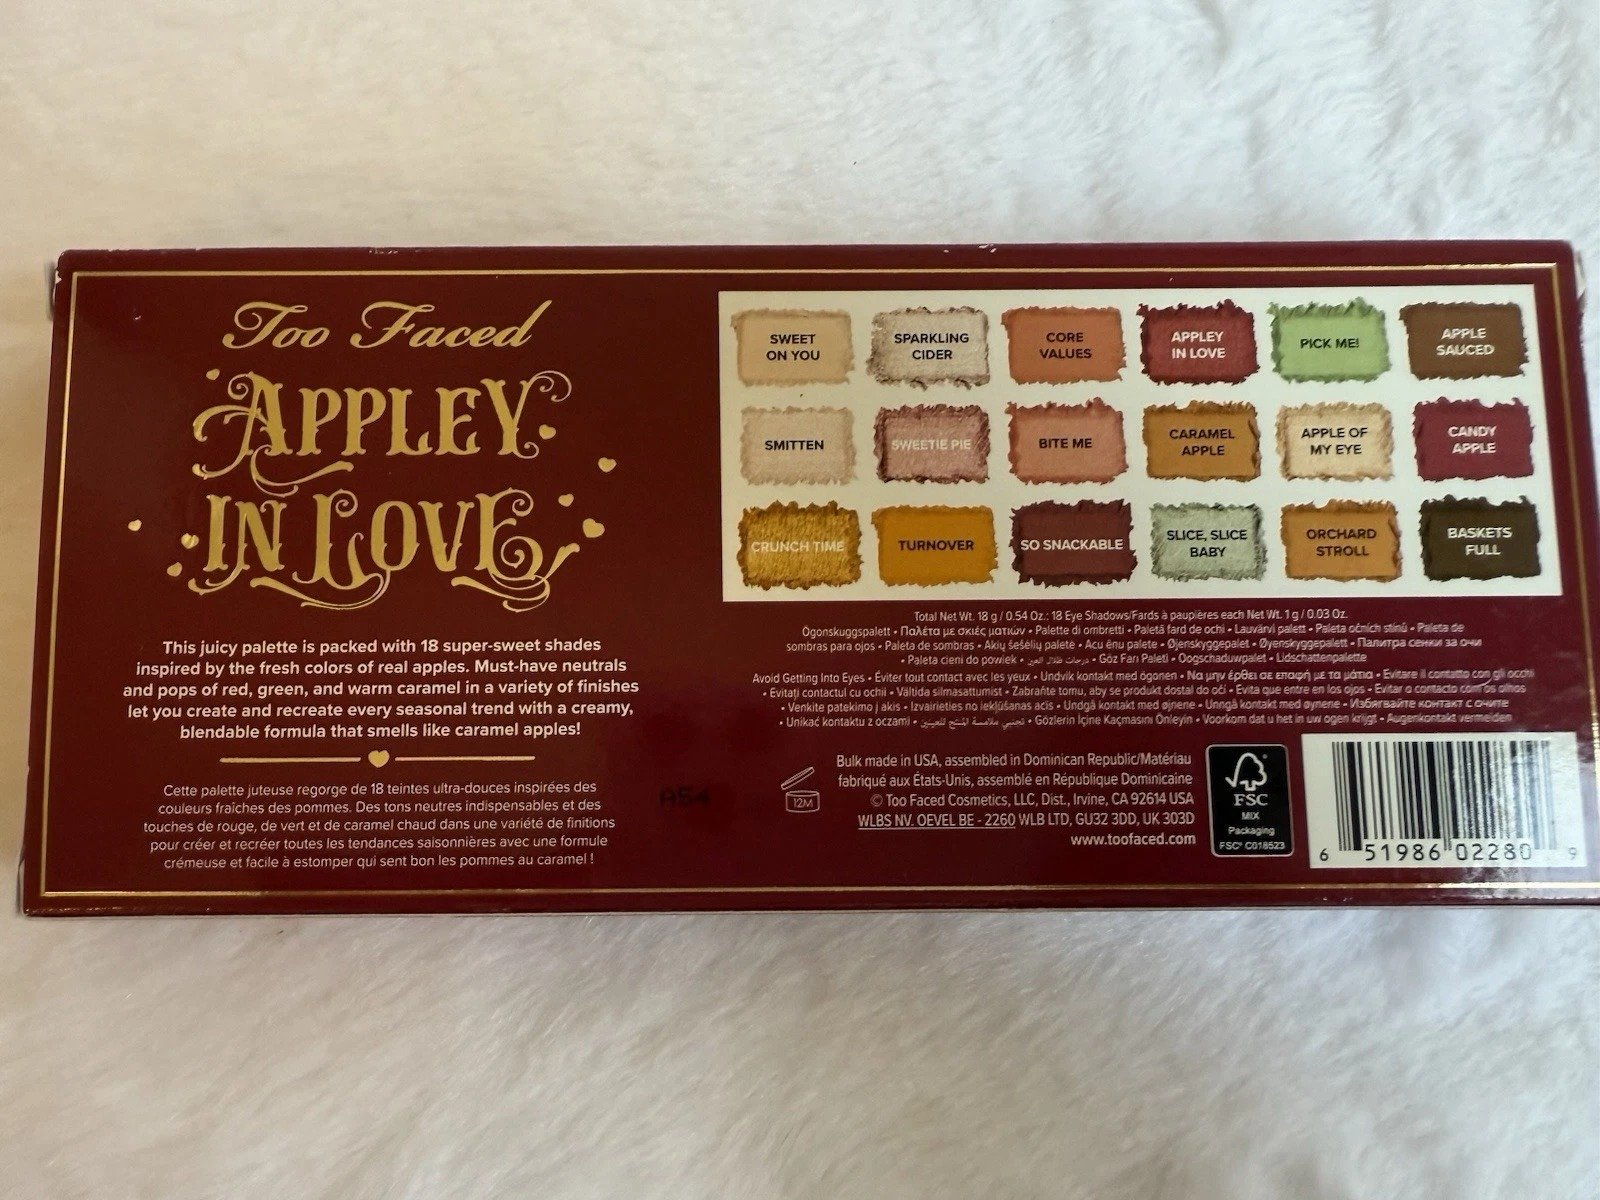 Too Faced
APPLEY
IN LOVE
This juicy palette is packed with 18 super-sweet shades
inspired by the fresh colors of real apples. Must-have neutrals
and pops of red, green, and warm caramel in a variety of finishes
let you create and recreate every seasonal trend with a creamy,
blendable formula that smells like caramel apples!
Cette palette juteuse regorge de 18 teintes ultra-douces inspirées des
couleurs fraîches des pommes. Des tons neutres indispensables et des
touches de rouge, de vert et de caramel chaud dans une variété de finitions
pour créer et recréer toutes les tendances saisonnières avec une formule
crémeuse et facile à estomper qui sent bon les pommes au caramel !
A54
SWEET
ON YOU
SPARKLING
CIDER
CORE
VALUES
APPLEY
IN LOVE
PICK ME!
APPLE
SAUCED
SMITTEN
SWEETIE PIE
BITE ME
CARAMEL
APPLE
APPLE OF
MY EYE
CANDY
APPLE
CRUNCH TIME
TURNOVER
SO SNACKABLE
SLICE, SLICE
BABY
ORCHARD
STROLL
BASKETS
FULL
Total Net Wt. 18 g / 0.54 Oz.: 18 Eye Shadows/Fards à paupières each Net Wt. 1 g / 0.03 Oz.
Ögonskuggspalett • Παλέτα με σκιές ματιών • Palette di ombretti • Paletă fard de ochi • Lauvärvi palett • Paleta očních stínů • Paleta de
sombras para ojos • Paleta de sombras • Akių šešėlių paletė • Acu ēnu palete • Øjenskyggepalet • Øyenskyggepalett • Палитра сенки за очи
• Paleta cieni do powiek • درجات ظلال العين • Göz Farı Paleti • Oogschaduwpalet • Lidschattenpalette
Avoid Getting Into Eyes • Éviter tout contact avec les yeux • Undvik kontakt med ögonen • Να μην έρθει σε επαφή με τα μάτια • Evitare il contatto con gli occhi
• Evitați contactul cu ochii • Vältida silmasattumist • Zabraňte tomu, aby se produkt dostal do očí • Evita que entre en los ojos • Evitar o contacto com os olhos
• Venkite patekimo į akis • Izvairieties no iekļūšanas acīs • Undgå kontakt med øjnene • Unngå kontakt med øynene • Избягвайте контакт с очите
• Unikać kontaktu z oczami • تجنبي ملامسة المنتج للعينين • Gözlerin İçine Kaçmasını Önleyin • Voorkom dat u het in uw ogen krijgt • Augenkontakt vermeiden
12M
Bulk made in USA, assembled in Dominican Republic/Matériau
fabriqué aux États-Unis, assemblé en République Dominicaine
© Too Faced Cosmetics, LLC, Dist., Irvine, CA 92614 USA
WLBS NV. OEVEL BE - 2260 WLB LTD, GU32 3DD, UK 303D
www.toofaced.com
FSC
MIX
Packaging
FSC® C018523
6 51986 02280 9